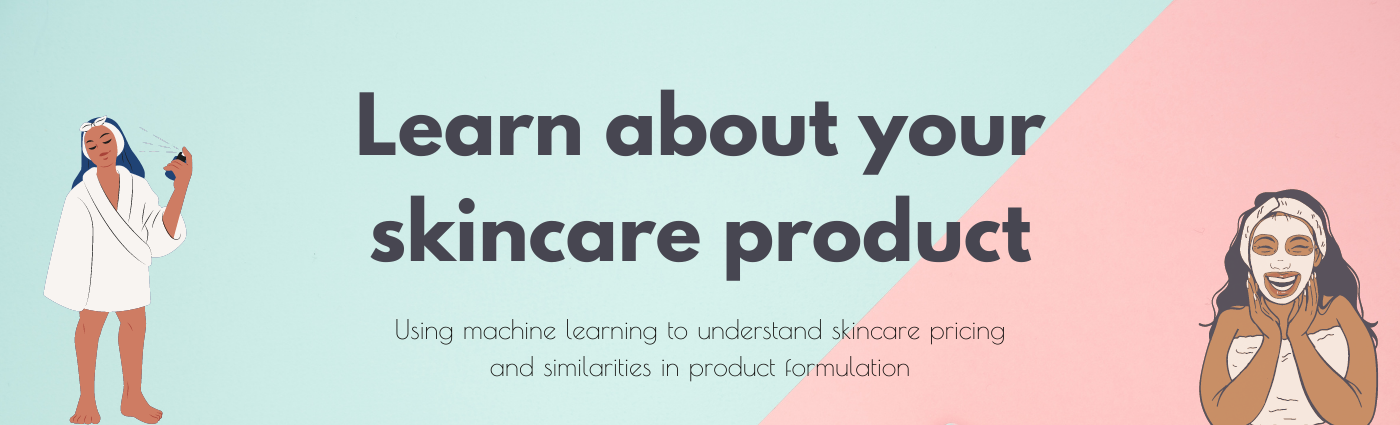 Learn about your
skincare product
Using machine learning to understand skincare pricing
and similarities in product formulation